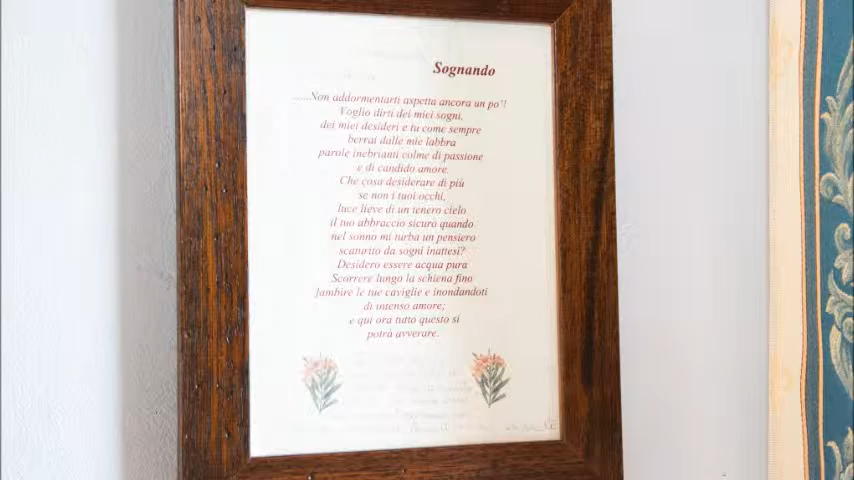 Sognando
......Non addormentarti aspetta ancora un po'!
Voglio dirti dei miei sogni,
dei miei desideri e tu come sempre
berrai dalle mie labbra
parole inebrianti colme di passione
e di candido amore.
Che cosa desiderare di più
se non i tuoi occhi,
luce lieve di un tenero cielo
il tuo abbraccio sicuro quando
nel sonno mi turba un pensiero
scaturito da sogni inattesi?
Desidero essere acqua pura
Scorrere lungo la schiena fino
lambire le tue caviglie e inondandoti
di intenso amore;
e qui ora tutto questo si
potrà avverare.